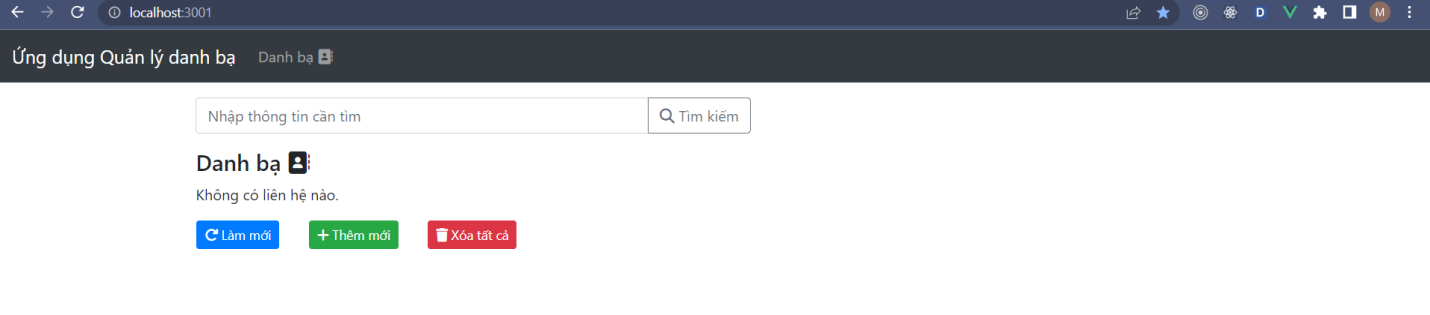 localhost:3001
D
M
Ứng dụng Quản lý danh bạ Danh bạ
Nhập thông tin cần tìm Tìm kiếm
Danh bạ
Không có liên hệ nào.
Làm mới Thêm mới Xóa tất cả